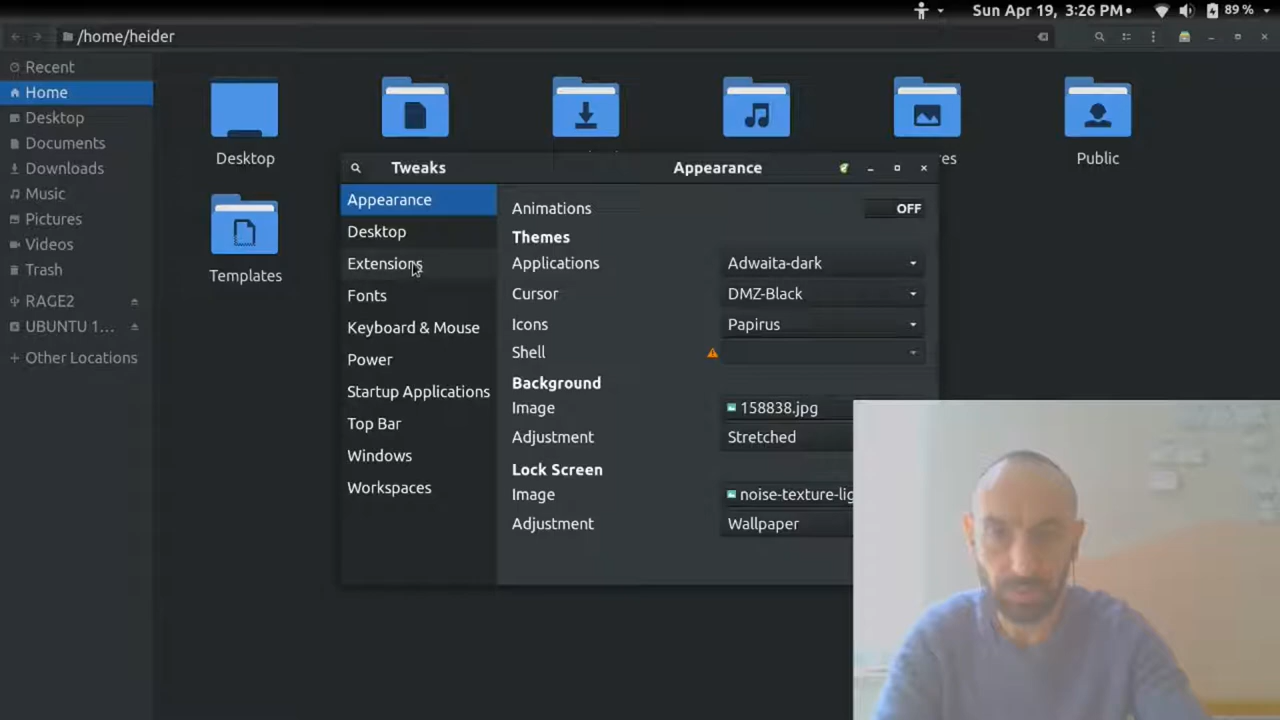 Sun Apr 19, 3:26 PM
89 %
/home/heider
Recent
Home
Desktop
Documents
Downloads
Music
Pictures
Videos
Trash
RAGE2
UBUNTU 1...
+ Other Locations
Desktop
Public
Templates
Tweaks
Appearance
Desktop
Extensions
Fonts
Keyboard & Mouse
Power
Startup Applications
Top Bar
Windows
Workspaces
Appearance
Animations OFF
Themes
Applications Adwaita-dark
Cursor DMZ-Black
Icons Papirus
Shell
Background
Image 158838.jpg
Adjustment Stretched
Lock Screen
Image noise-texture-lig
Adjustment Wallpaper